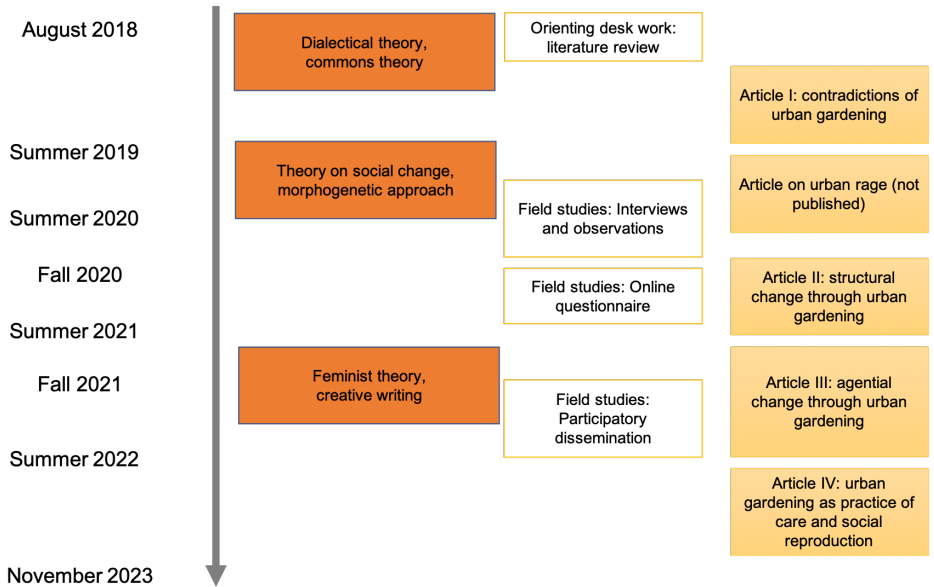 August 2018
Dialectical theory,
commons theory
Orienting desk work:
literature review
Article I: contradictions of
urban gardening
Summer 2019
Theory on social change,
morphogenetic approach
Article on urban rage (not
published)
Summer 2020
Field studies: Interviews
and observations
Fall 2020
Field studies: Online
questionnaire
Article II: structural
change through urban
gardening
Summer 2021
Fall 2021
Feminist theory,
creative writing
Field studies:
Participatory
dissemination
Article III: agential
change through urban
gardening
Summer 2022
Article IV: urban
gardening as practice of
care and social
reproduction
November 2023